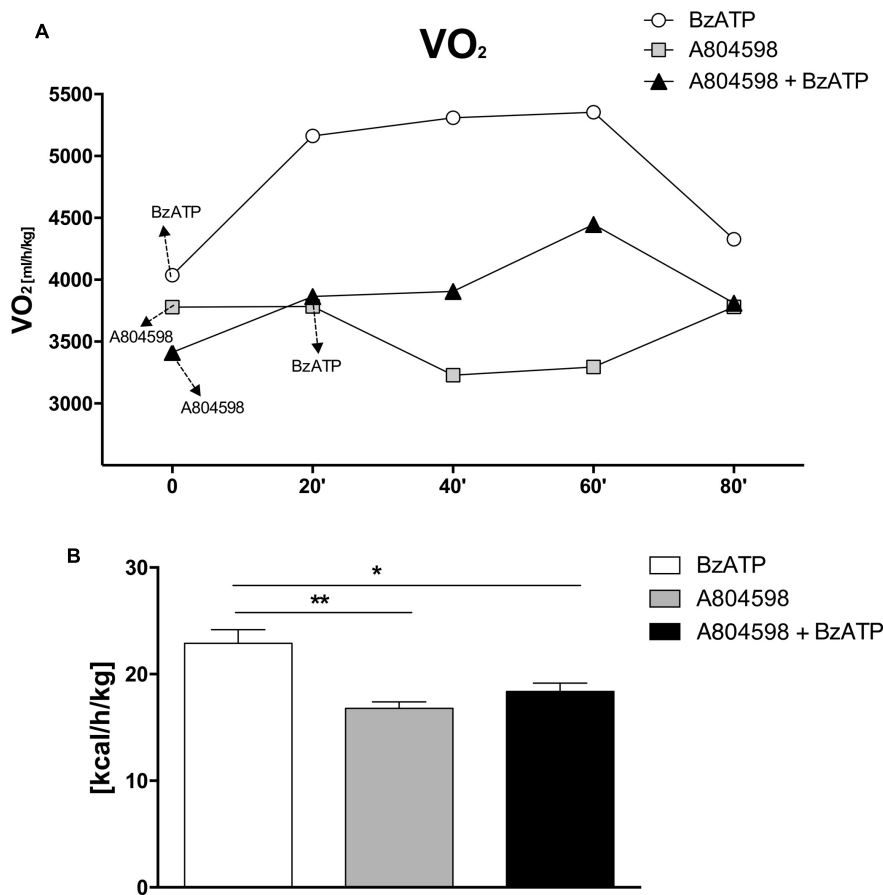 A
VO₂
BzATP
A804598
A804598 + BzATP
5500
5000
4500
4000
3500
3000
VO₂ [ml/h/kg]
BzATP
A804598
A804598
BzATP
0 20' 40' 60' 80'
B
30
20
10
0
[kcal/h/kg]
*
**
BzATP
A804598
A804598 + BzATP